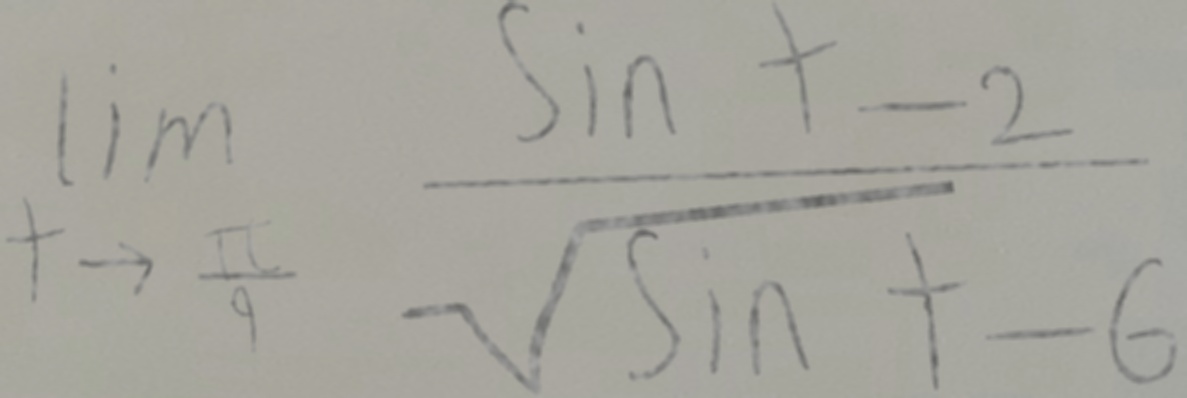 lim t → π/9 (sin t - 2) / (√(sin t) - 6)